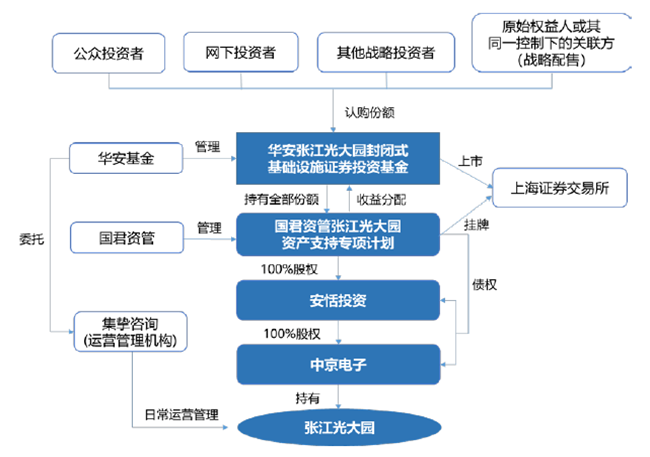 公众投资者
网下投资者
其他战略投资者
原始权益人或其
同一控制下的关联方
(战略配售)
认购份额
华安基金
管理
华安张江光大园封闭式
基础设施证券投资基金
上市
上海证券交易所
持有全部份额
收益分配
挂牌
委托
国君资管
管理
国君资管张江光大园
资产支持专项计划
100%股权
债权
安恬投资
集挚咨询
(运营管理机构)
100%股权
中京电子
持有
日常运营管理
张江光大园